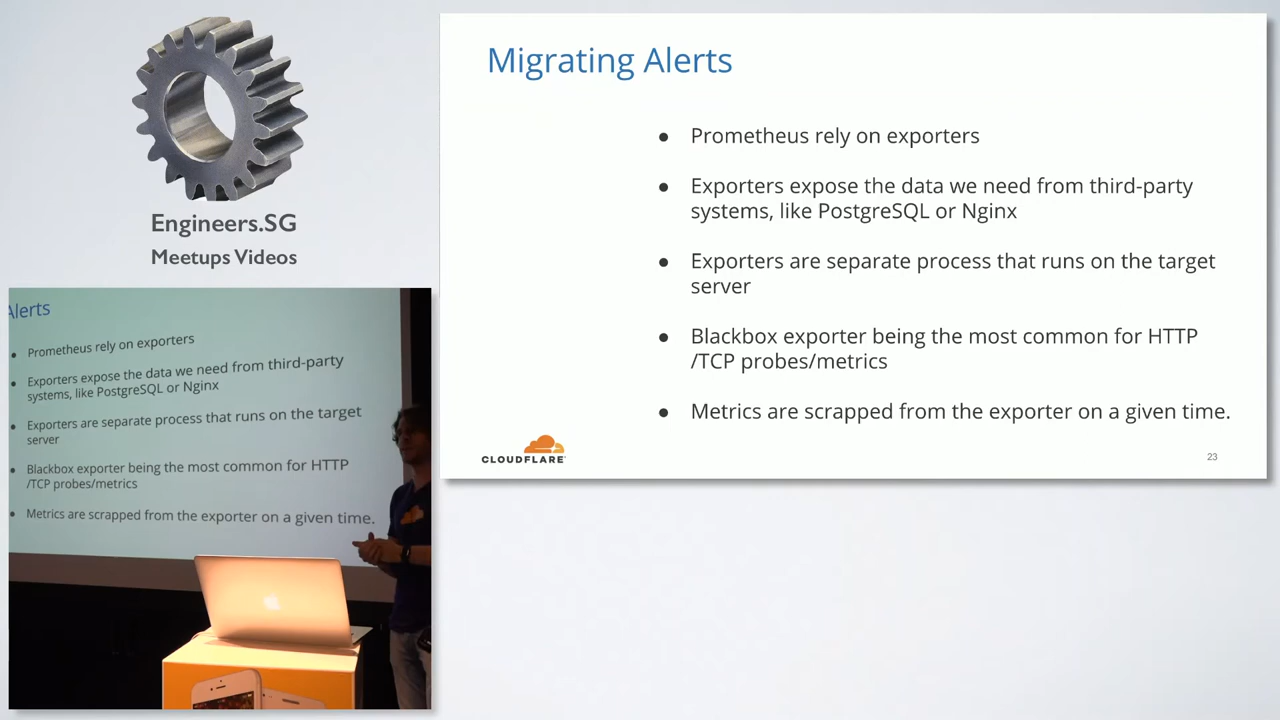 Engineers.SG
Meetups Videos
Migrating Alerts
● Prometheus rely on exporters
● Exporters expose the data we need from third-party
systems, like PostgreSQL or Nginx
● Exporters are separate process that runs on the target
server
● Blackbox exporter being the most common for HTTP
/TCP probes/metrics
● Metrics are scrapped from the exporter on a given time.
CLOUDFLARE
23
Alerts
● Prometheus rely on exporters
● Exporters expose the data we need from third-party
systems, like PostgreSQL or Nginx
● Exporters are separate process that runs on the target
server
● Blackbox exporter being the most common for HTTP
/TCP probes/metrics
● Metrics are scrapped from the exporter on a given time.